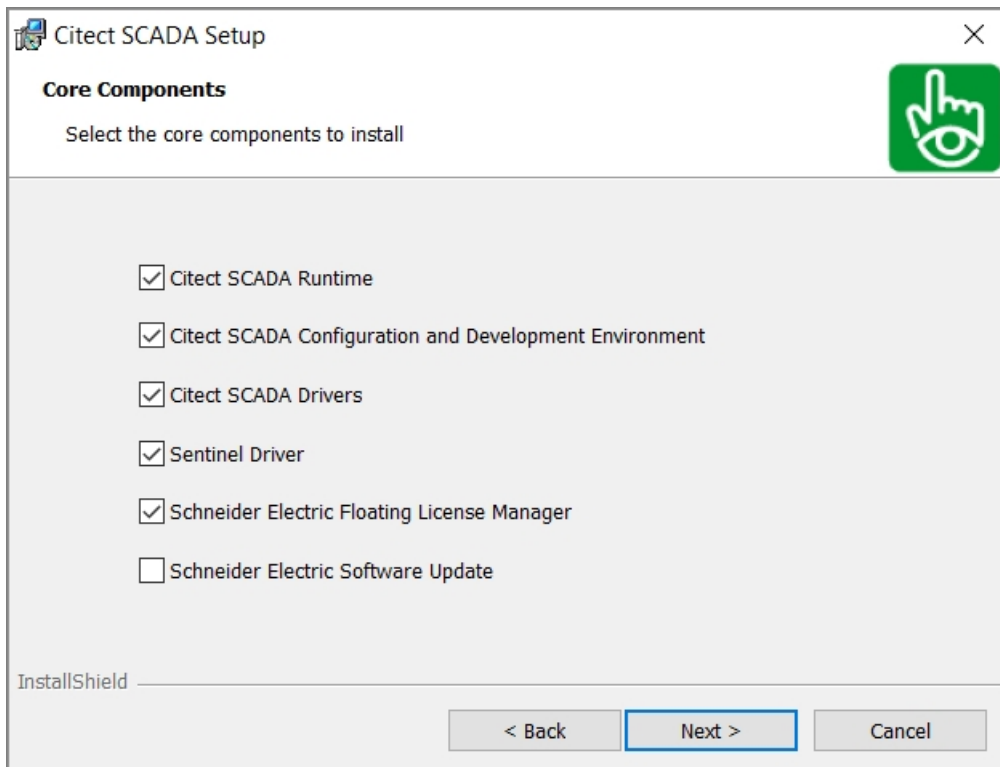 Citect SCADA Setup
Core Components
Select the core components to install
Citect SCADA Runtime
Citect SCADA Configuration and Development Environment
Citect SCADA Drivers
Sentinel Driver
Schneider Electric Floating License Manager
Schneider Electric Software Update
InstallShield
< Back
Next >
Cancel